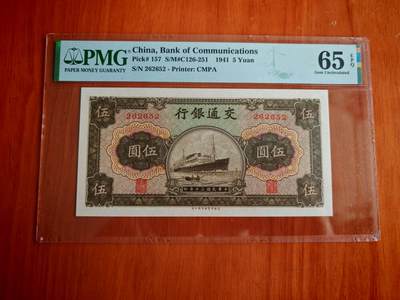 PMG
PAPER MONEY GUARANTY
China, Bank of Communications
Pick# 157 S/M#C126-251 1941 5 Yuan
S/N 262652 - Printer: CMPA
65 EPQ
Gem Uncirculated
伍 伍
行銀通交
262652 262652
圓伍 圓伍
伍 伍